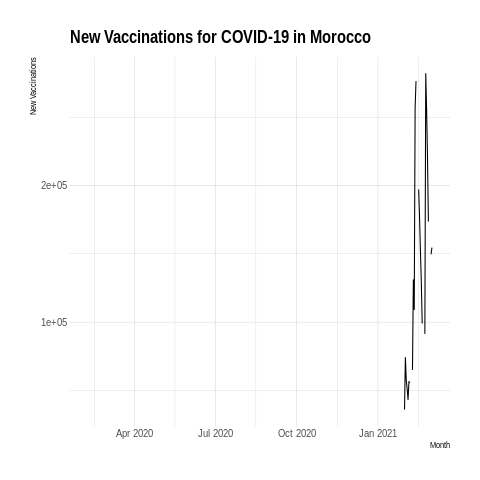 New Vaccinations for COVID-19 in Morocco
New Vaccinations
2e+05
1e+05
Apr 2020 Jul 2020 Oct 2020 Jan 2021
Month